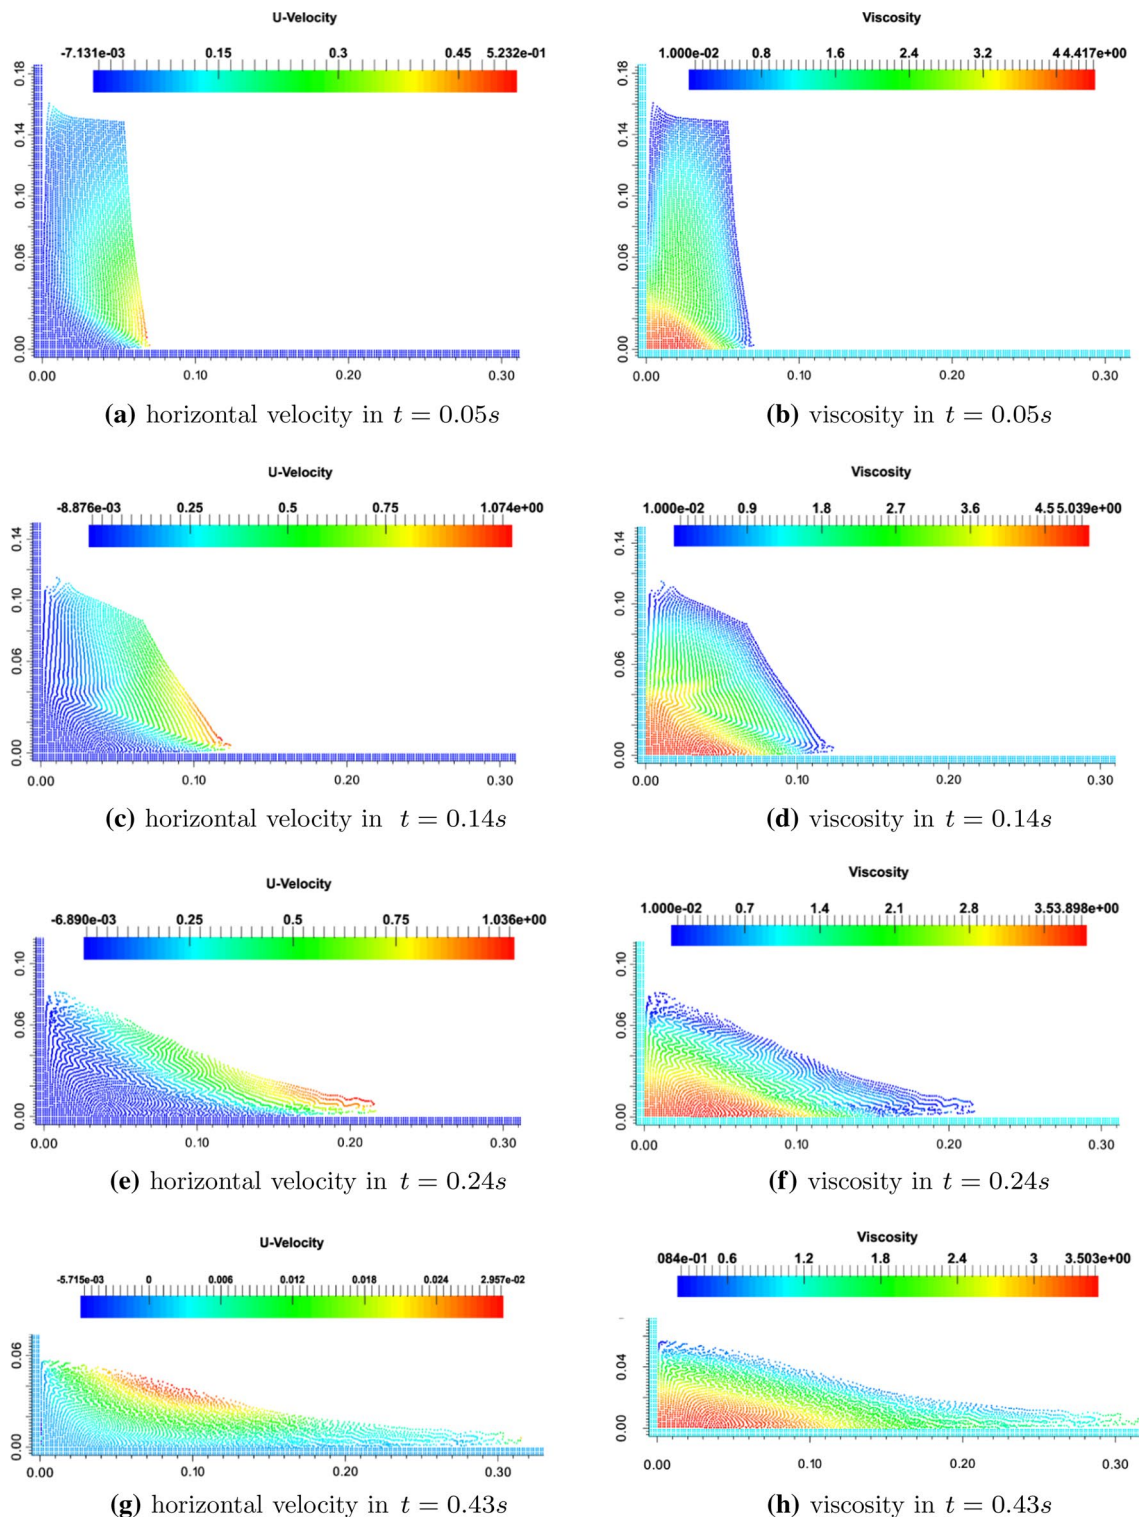 U-Velocity
-7.131e-03 0.15 0.3 0.45 5.232e-01
0.18
0.14
0.10
0.06
0.00
0.00 0.10 0.20 0.30
(a) horizontal velocity in t = 0.05s
Viscosity
1.000e-02 0.8 1.6 2.4 3.2 4 4.417e+00
0.18
0.14
0.10
0.06
0.00
0.00 0.10 0.20 0.30
(b) viscosity in t = 0.05s
U-Velocity
-8.876e-03 0.25 0.5 0.75 1.074e+00
0.14
0.10
0.06
0.00
0.00 0.10 0.20 0.30
(c) horizontal velocity in t = 0.14s
Viscosity
1.000e-02 0.9 1.8 2.7 3.6 4.5 5.039e+00
0.14
0.10
0.06
0.00
0.00 0.10 0.20 0.30
(d) viscosity in t = 0.14s
U-Velocity
-6.890e-03 0.25 0.5 0.75 1.036e+00
0.10
0.06
0.00
0.00 0.10 0.20 0.30
(e) horizontal velocity in t = 0.24s
Viscosity
1.000e-02 0.7 1.4 2.1 2.8 3.5 3.898e+00
0.10
0.06
0.00
0.00 0.10 0.20 0.30
(f) viscosity in t = 0.24s
U-Velocity
-5.715e-03 0 0.006 0.012 0.018 0.024 2.957e-02
0.06
0.00
0.00 0.10 0.20 0.30
(g) horizontal velocity in t = 0.43s
Viscosity
084e-01 0.6 1.2 1.8 2.4 3 3.503e+00
0.04
0.00
0.00 0.10 0.20 0.30
(h) viscosity in t = 0.43s